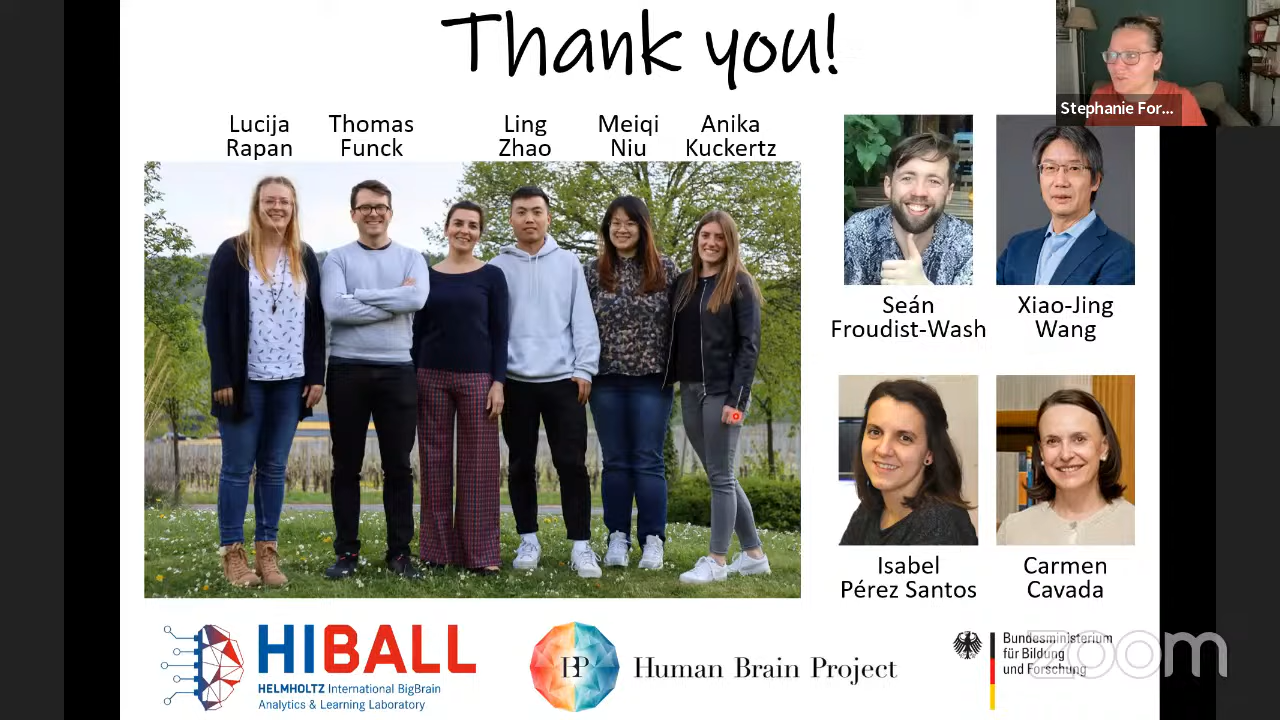 Thank you!
Stephanie For...
Lucija
Rapan
Thomas
Funck
Ling
Zhao
Meiqi
Niu
Anika
Kuckertz
Seán
Froudist-Wash
Xiao-Jing
Wang
Isabel
Pérez Santos
Carmen
Cavada
HIBALL
HELMHOLTZ International BigBrain
Analytics & Learning Laboratory
HBP
Human Brain Project
Bundesministerium
für Bildung
und Forschung
zoom